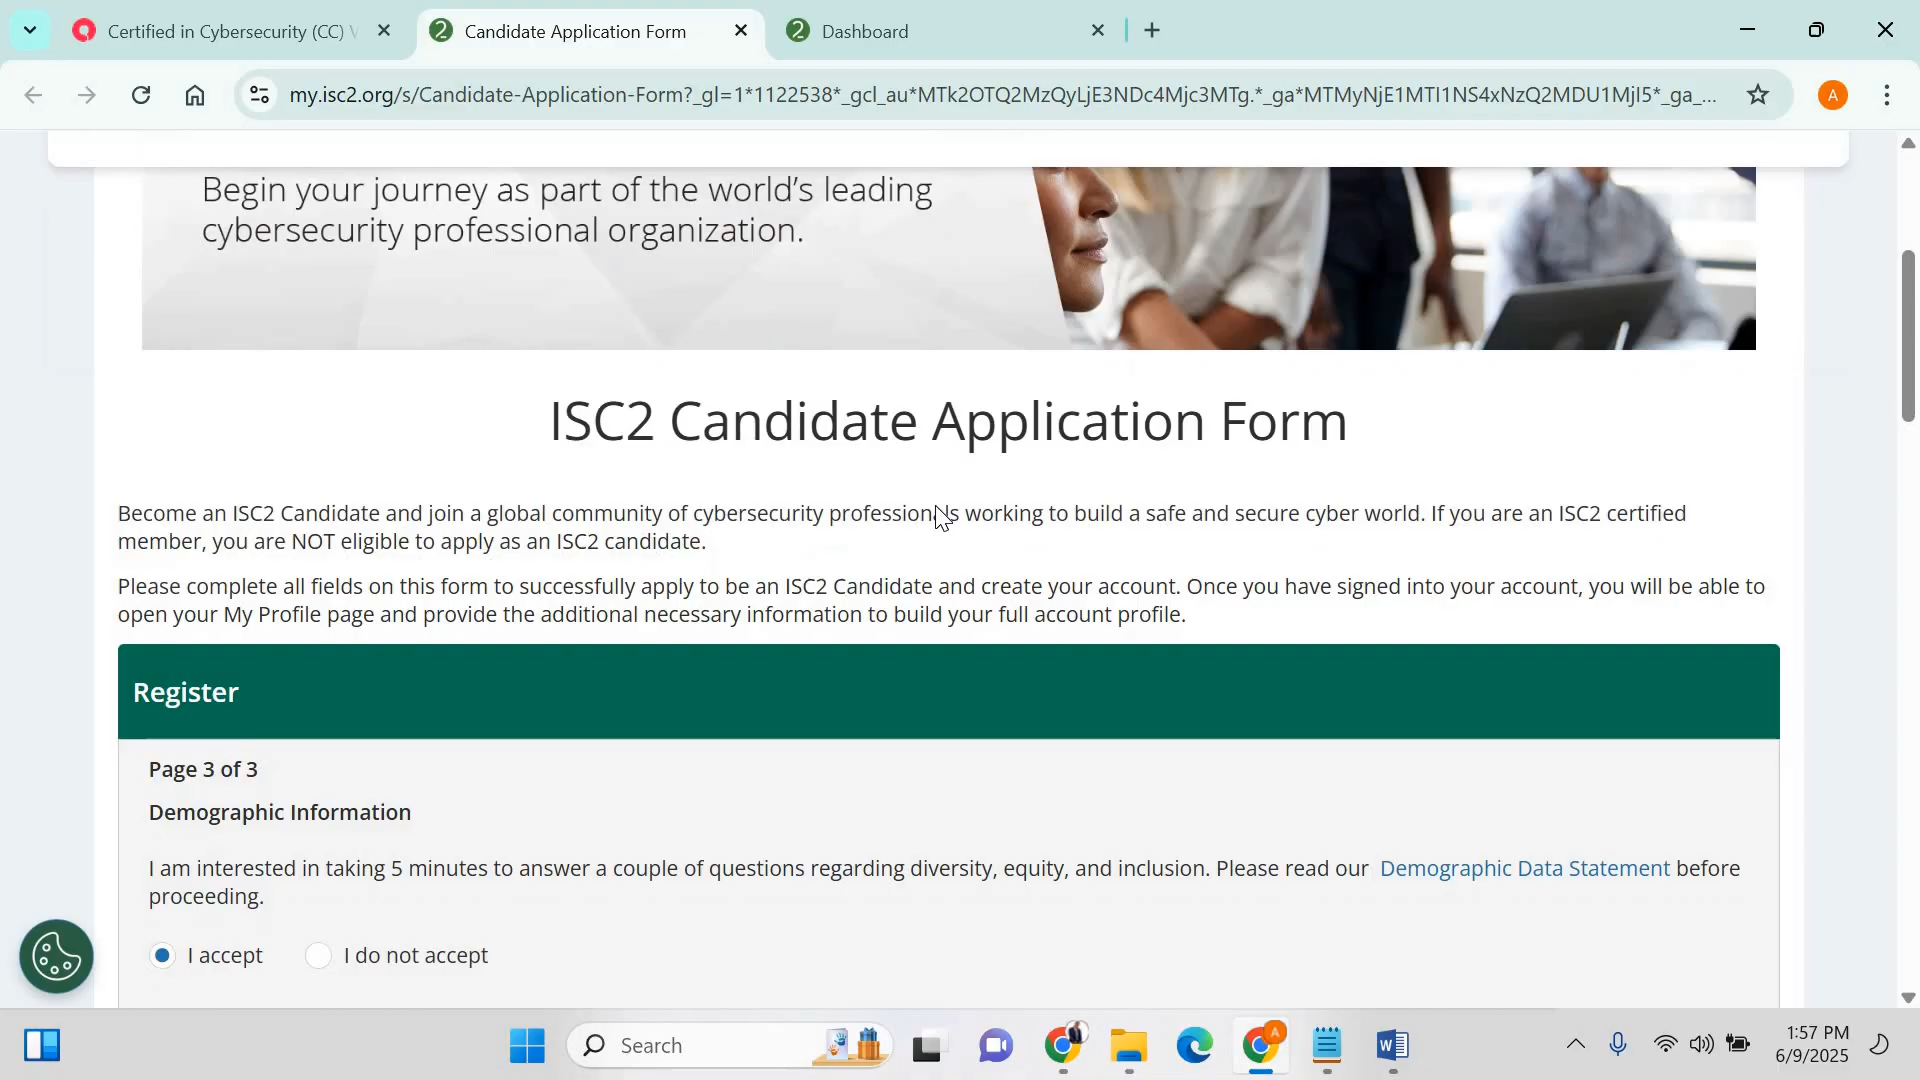 Certified in Cybersecurity (CC)
Candidate Application Form
Dashboard
my.isc2.org/s/Candidate-Application-Form?_gl=1*1122538*_gcl_au*MTk2OTQ2MzQyLjE3NDc4Mjc3MTg.*_ga*MTMyNjE1MTI1NS4xNzQ2MDU1MjI5*_ga_...
A
Begin your journey as part of the world's leading
cybersecurity professional organization.
ISC2 Candidate Application Form
Become an ISC2 Candidate and join a global community of cybersecurity professionals working to build a safe and secure cyber world. If you are an ISC2 certified
member, you are NOT eligible to apply as an ISC2 candidate.
Please complete all fields on this form to successfully apply to be an ISC2 Candidate and create your account. Once you have signed into your account, you will be able to
open your My Profile page and provide the additional necessary information to build your full account profile.
Register
Page 3 of 3
Demographic Information
I am interested in taking 5 minutes to answer a couple of questions regarding diversity, equity, and inclusion. Please read our Demographic Data Statement before
proceeding.
I accept
I do not accept
Search
1:57 PM
6/9/2025